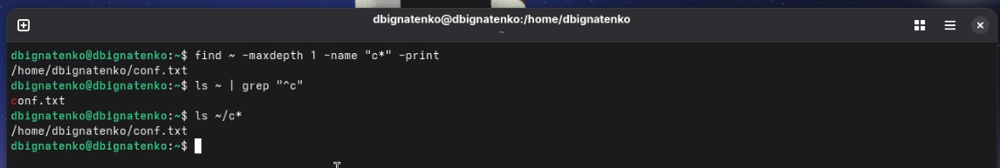 dbignatenko@dbignatenko:/home/dbignatenko
~
dbignatenko@dbignatenko:~$ find ~ -maxdepth 1 -name "c*" -print
/home/dbignatenko/conf.txt
dbignatenko@dbignatenko:~$ ls ~ | grep "^c"
conf.txt
dbignatenko@dbignatenko:~$ ls ~/c*
/home/dbignatenko/conf.txt
dbignatenko@dbignatenko:~$